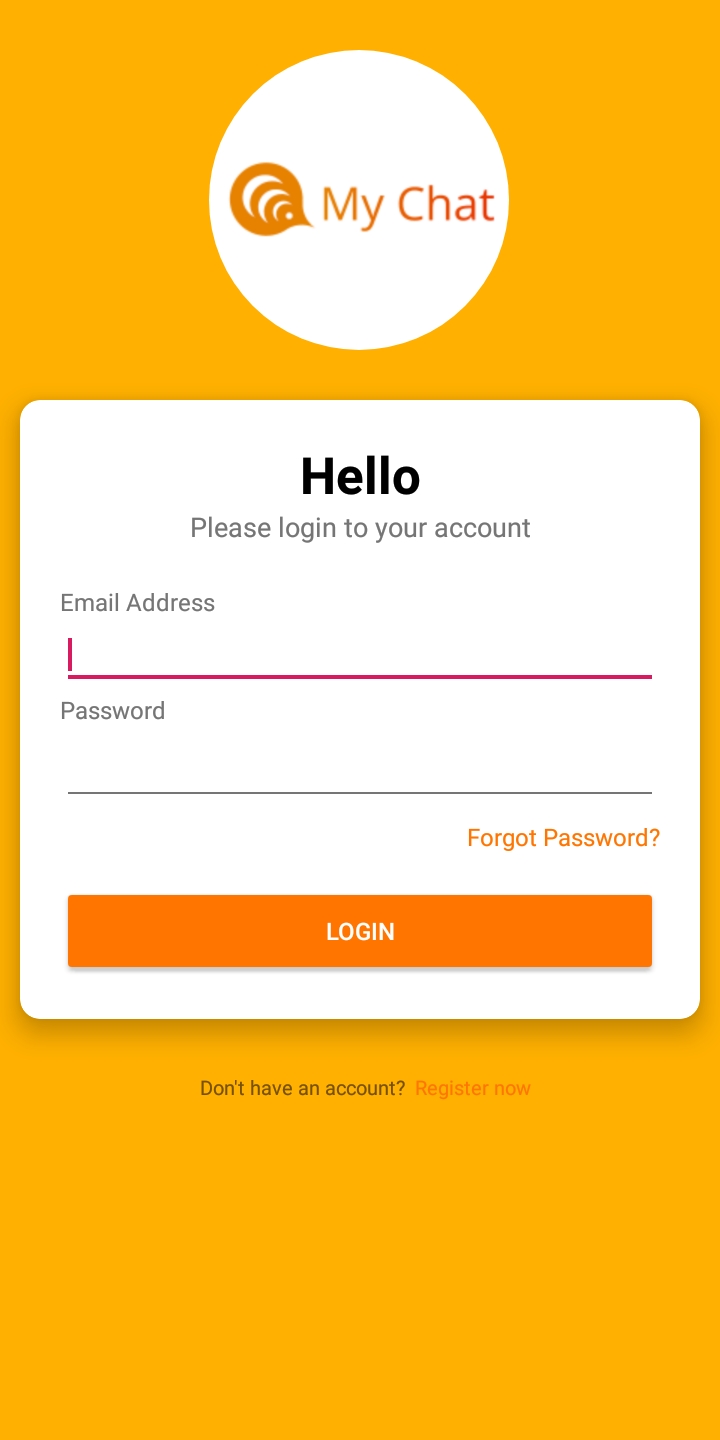 My Chat
Hello
Please login to your account
Email Address
Password
Forgot Password?
LOGIN
Don't have an account? Register now